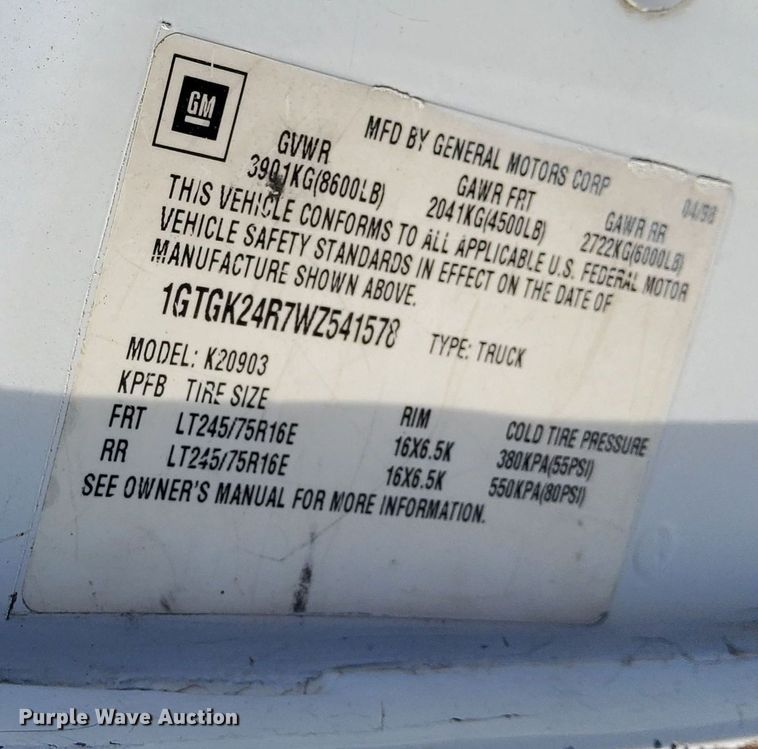 GM
MFD BY GENERAL MOTORS CORP 04/98
GVWR GAWR FRT GAWR RR
3901KG(8600LB) 2041KG(4500LB) 2722KG(6000LB)
THIS VEHICLE CONFORMS TO ALL APPLICABLE U.S. FEDERAL MOTOR
VEHICLE SAFETY STANDARDS IN EFFECT ON THE DATE OF
MANUFACTURE SHOWN ABOVE.
1GTGK24R7WZ541578 TYPE: TRUCK
MODEL: K20903
KPFB TIRE SIZE RIM COLD TIRE PRESSURE
FRT LT245/75R16E 16X6.5K 380KPA(55PSI)
RR LT245/75R16E 16X6.5K 550KPA(80PSI)
SEE OWNER'S MANUAL FOR MORE INFORMATION.
Purple Wave Auction